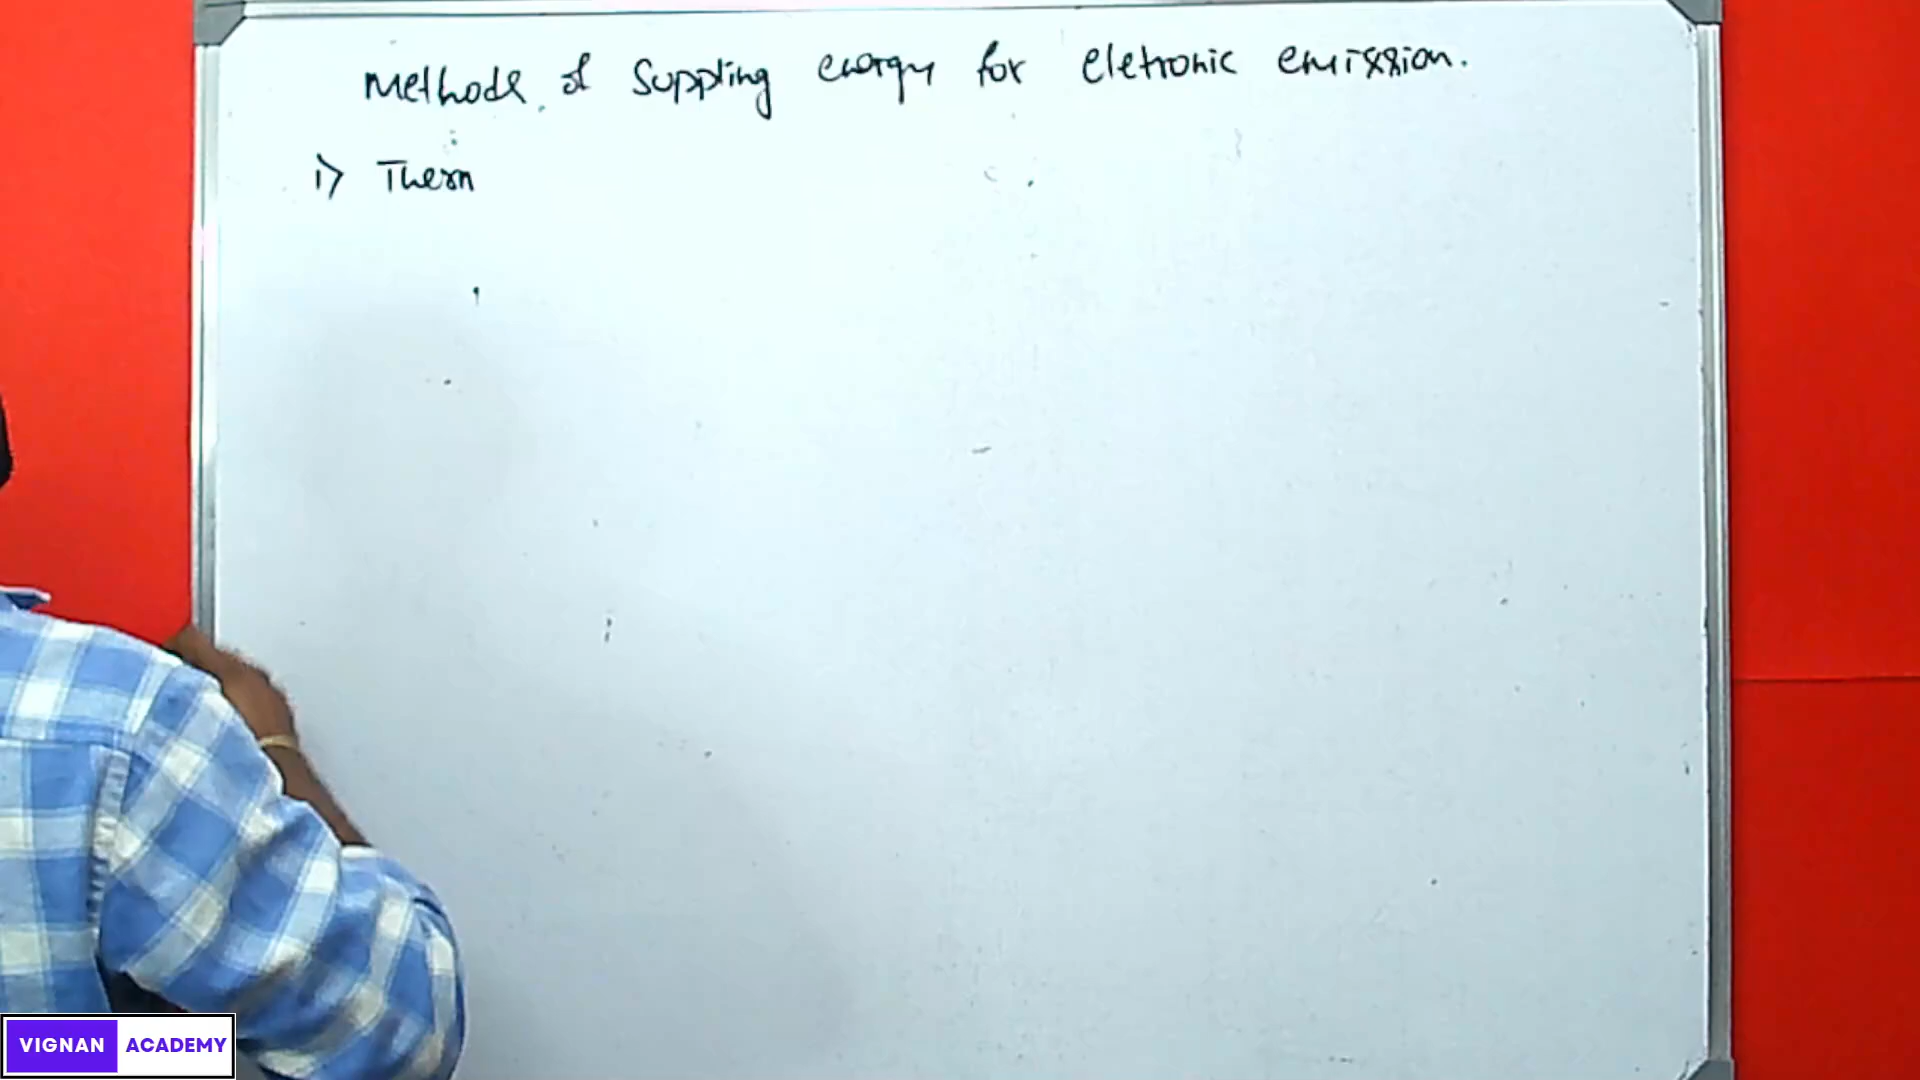 Methods of Suppling energy for eletronic emission.
i) Therm
VIGNAN ACADEMY